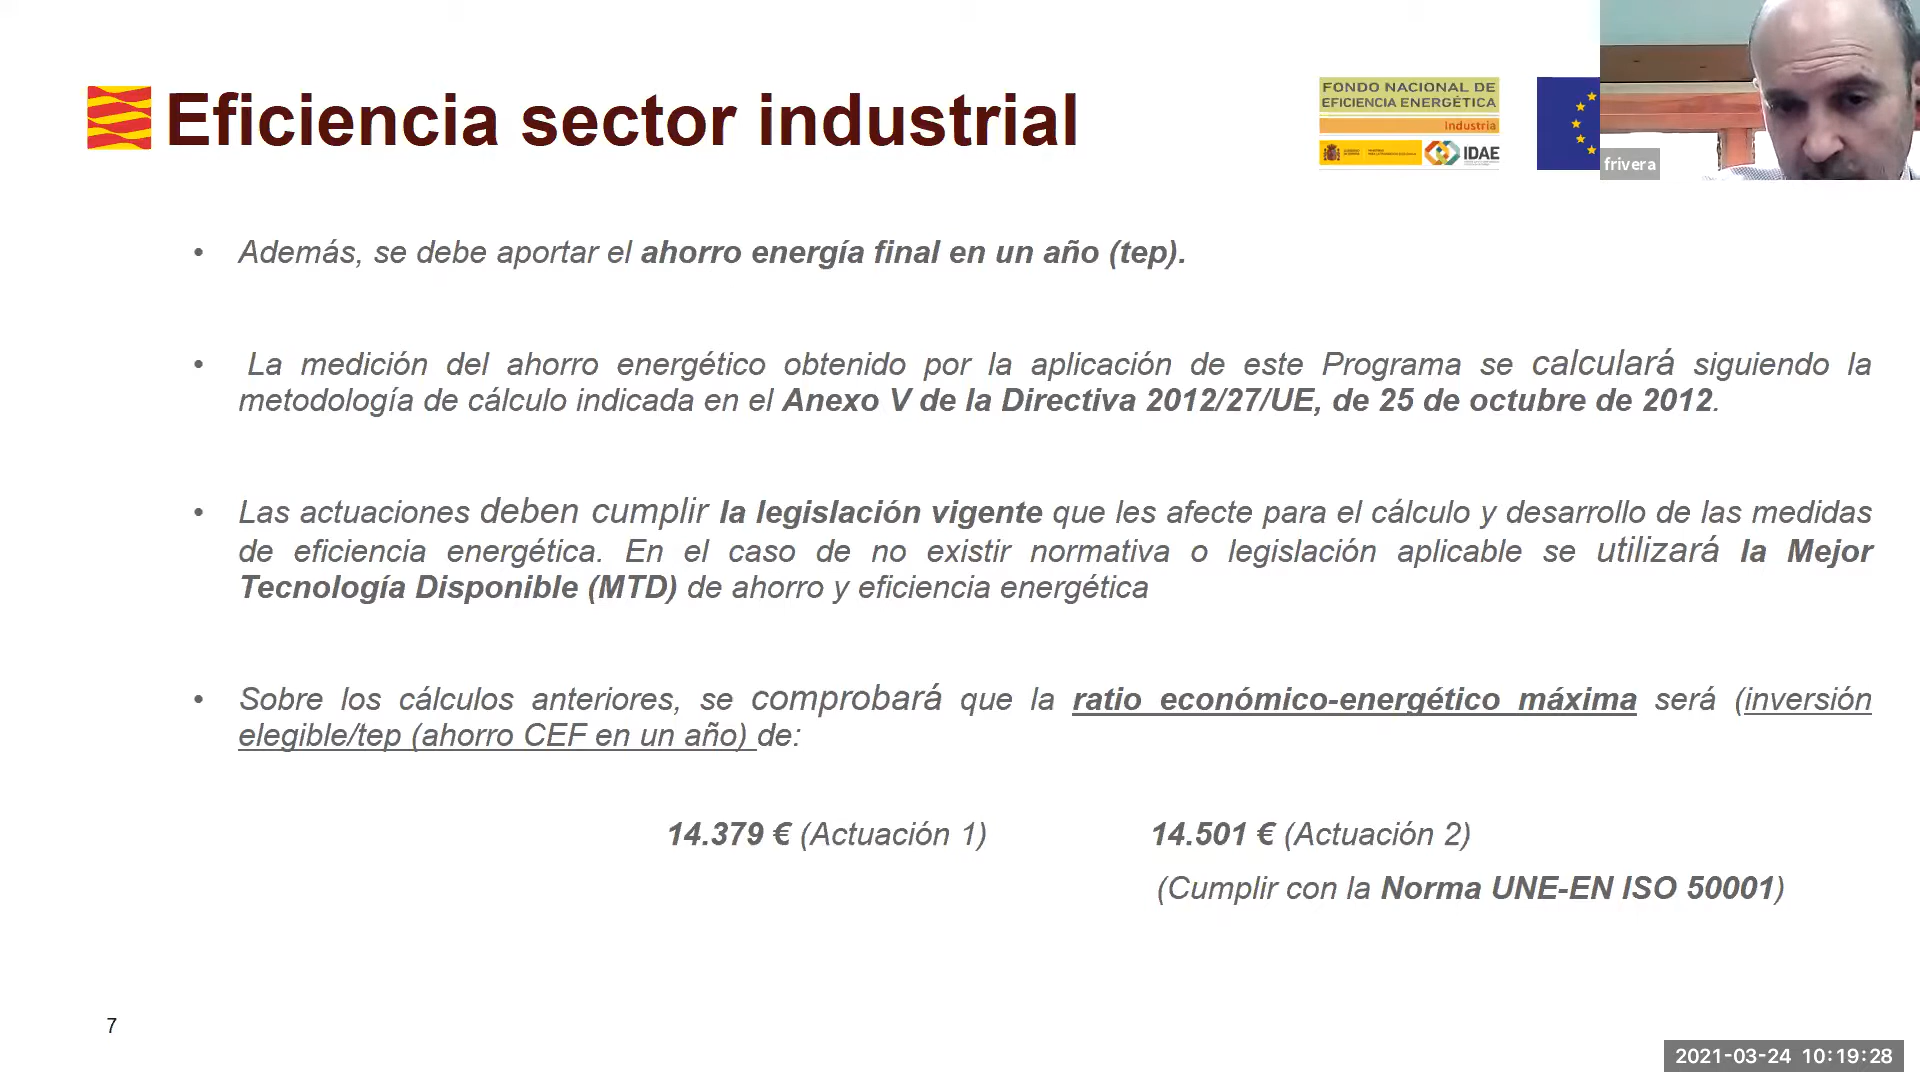 Eficiencia sector industrial
FONDO NACIONAL DE
EFICIENCIA ENERGÉTICA
Industria
IDAE
frivera
• Además, se debe aportar el ahorro energía final en un año (tep).
• La medición del ahorro energético obtenido por la aplicación de este Programa se calculará siguiendo la
metodología de cálculo indicada en el Anexo V de la Directiva 2012/27/UE, de 25 de octubre de 2012.
• Las actuaciones deben cumplir la legislación vigente que les afecte para el cálculo y desarrollo de las medidas
de eficiencia energética. En el caso de no existir normativa o legislación aplicable se utilizará la Mejor
Tecnología Disponible (MTD) de ahorro y eficiencia energética
• Sobre los cálculos anteriores, se comprobará que la ratio económico-energético máxima será (inversión
elegible/tep (ahorro CEF en un año) de:
14.379 € (Actuación 1) 14.501 € (Actuación 2)
(Cumplir con la Norma UNE-EN ISO 50001)
7
2021-03-24 10:19:28